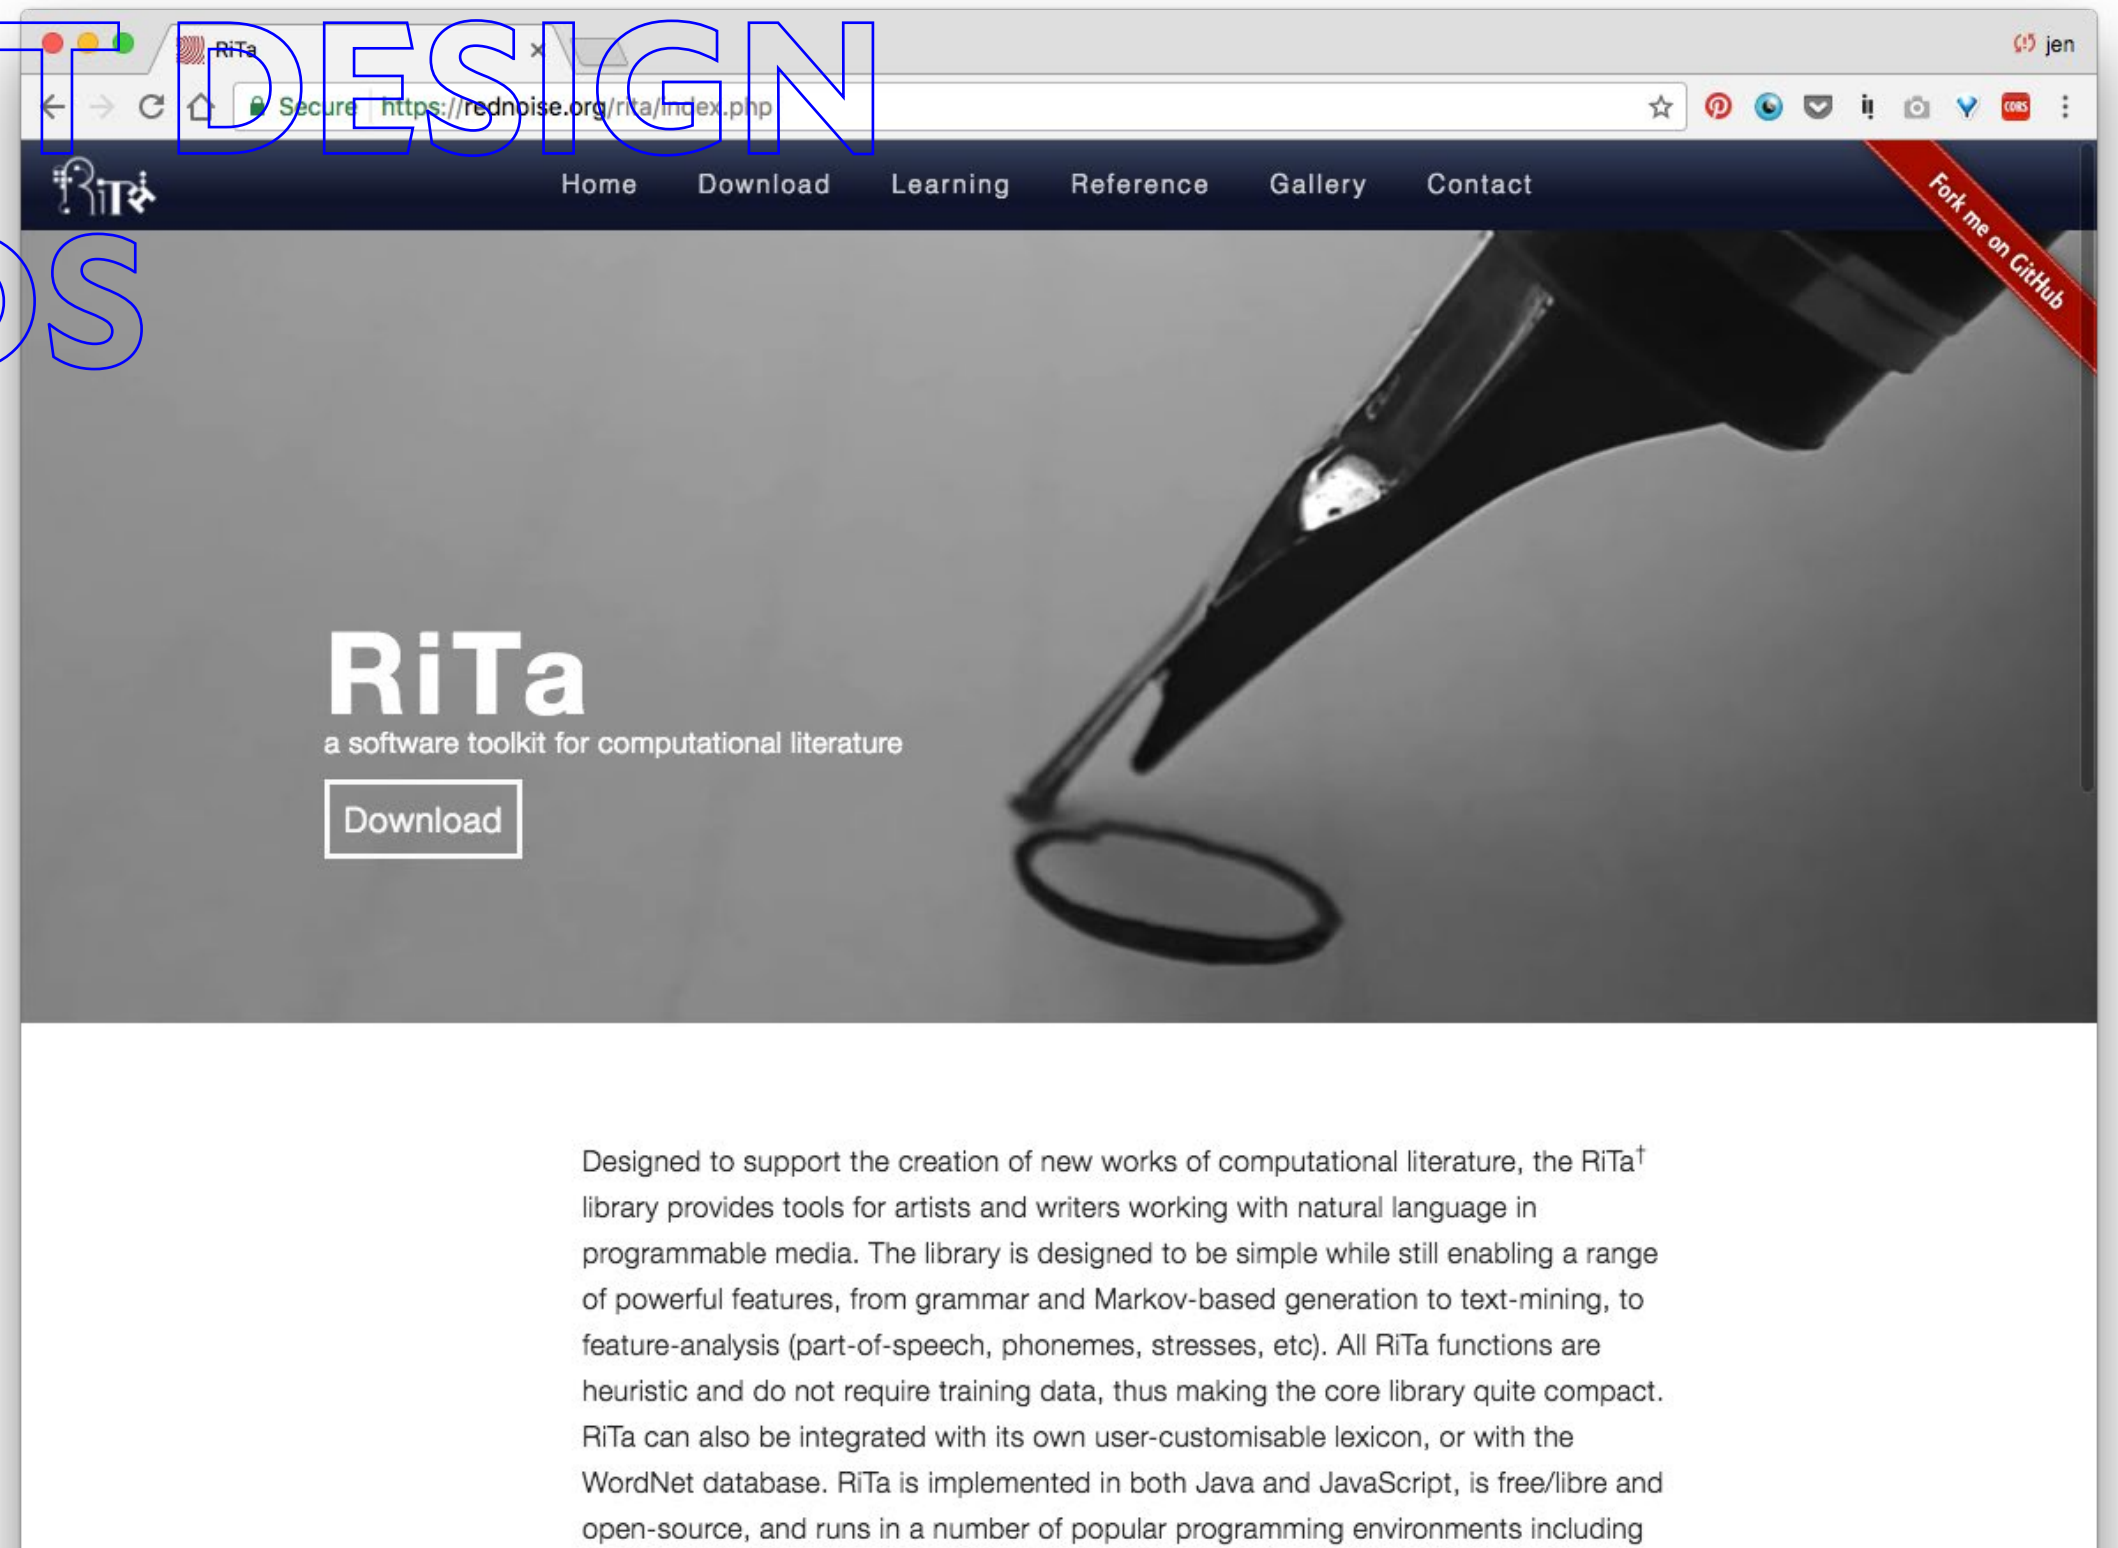 T DESIGN
OS
RiTa
jen
Secure https://rednoise.org/rita/index.php
CORS
RiTa
Home Download Learning Reference Gallery Contact
Fork me on GitHub
RiTa
a software toolkit for computational literature
Download
Designed to support the creation of new works of computational literature, the RiTa†
library provides tools for artists and writers working with natural language in
programmable media. The library is designed to be simple while still enabling a range
of powerful features, from grammar and Markov-based generation to text-mining, to
feature-analysis (part-of-speech, phonemes, stresses, etc). All RiTa functions are
heuristic and do not require training data, thus making the core library quite compact.
RiTa can also be integrated with its own user-customisable lexicon, or with the
WordNet database. RiTa is implemented in both Java and JavaScript, is free/libre and
open-source, and runs in a number of popular programming environments including